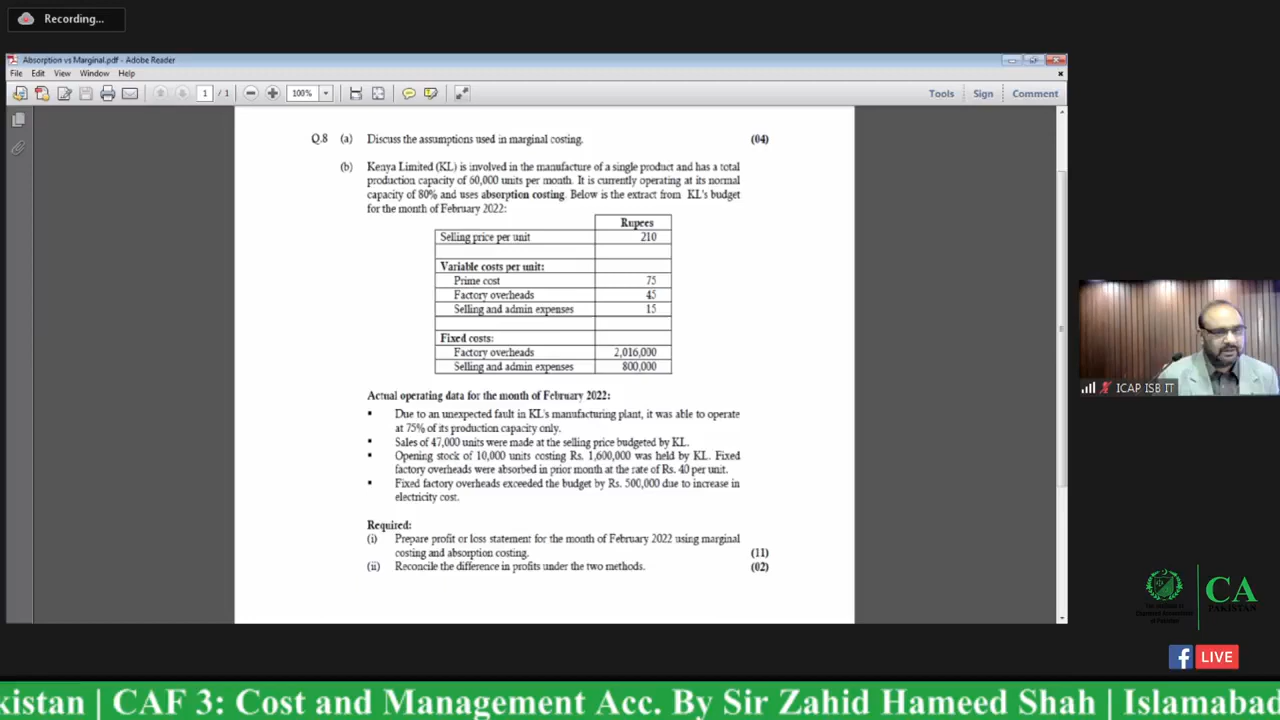 Recording...
Absorption vs Marginal.pdf - Adobe Reader
File Edit View Window Help
1 / 1 100% Tools Sign Comment
Q.8 (a) Discuss the assumptions used in marginal costing. (04)
(b) Kenya Limited (KL) is involved in the manufacture of a single product and has a total
production capacity of 60,000 units per month. It is currently operating at its normal
capacity of 80% and uses absorption costing. Below is the extract from KL's budget
for the month of February 2022:
Rupees
Selling price per unit 210
Variable costs per unit:
Prime cost 75
Factory overheads 45
Selling and admin expenses 15
Fixed costs:
Factory overheads 2,016,000
Selling and admin expenses 800,000
Actual operating data for the month of February 2022:
▪ Due to an unexpected fault in KL's manufacturing plant, it was able to operate
at 75% of its production capacity only.
▪ Sales of 47,000 units were made at the selling price budgeted by KL.
▪ Opening stock of 10,000 units costing Rs. 1,600,000 was held by KL. Fixed
factory overheads were absorbed in prior month at the rate of Rs. 40 per unit.
▪ Fixed factory overheads exceeded the budget by Rs. 500,000 due to increase in
electricity cost.
Required:
(i) Prepare profit or loss statement for the month of February 2022 using marginal
costing and absorption costing. (11)
(ii) Reconcile the difference in profits under the two methods. (02)
ICAP ISB IT
CA
PAKISTAN
LIVE
kistan | CAF 3: Cost and Management Acc. By Sir Zahid Hameed Shah | Islamabad